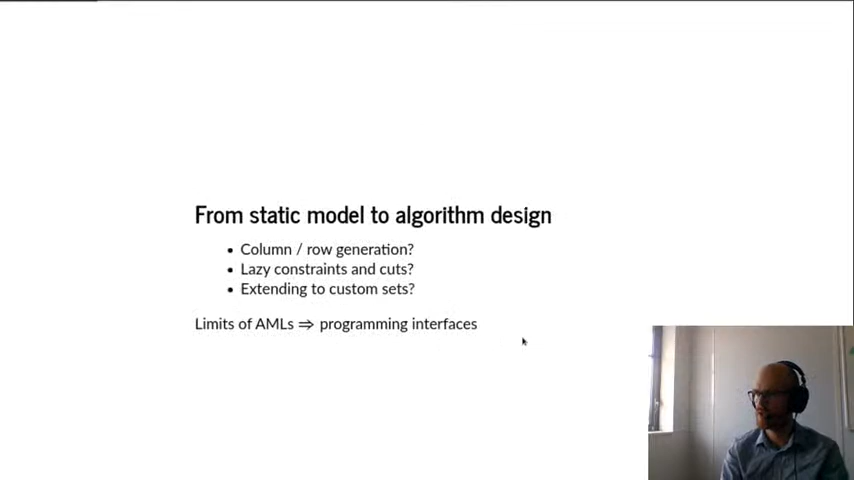 From static model to algorithm design
• Column / row generation?
• Lazy constraints and cuts?
• Extending to custom sets?
Limits of AMLs ⇒ programming interfaces